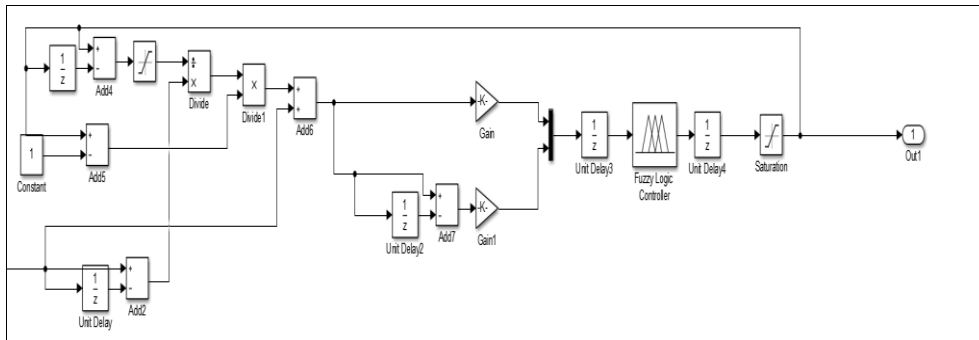 1
z
+
-
Add4
÷
X
Divide
X
Divide1
+
+
Add6
1
Constant
+
-
Add5
-K-
Gain
1
z
Unit Delay3
Fuzzy Logic
Controller
1
z
Unit Delay4
Saturation
1
Out1
1
z
Unit Delay2
+
-
Add7
-K-
Gain1
1
z
Unit Delay
+
-
Add2